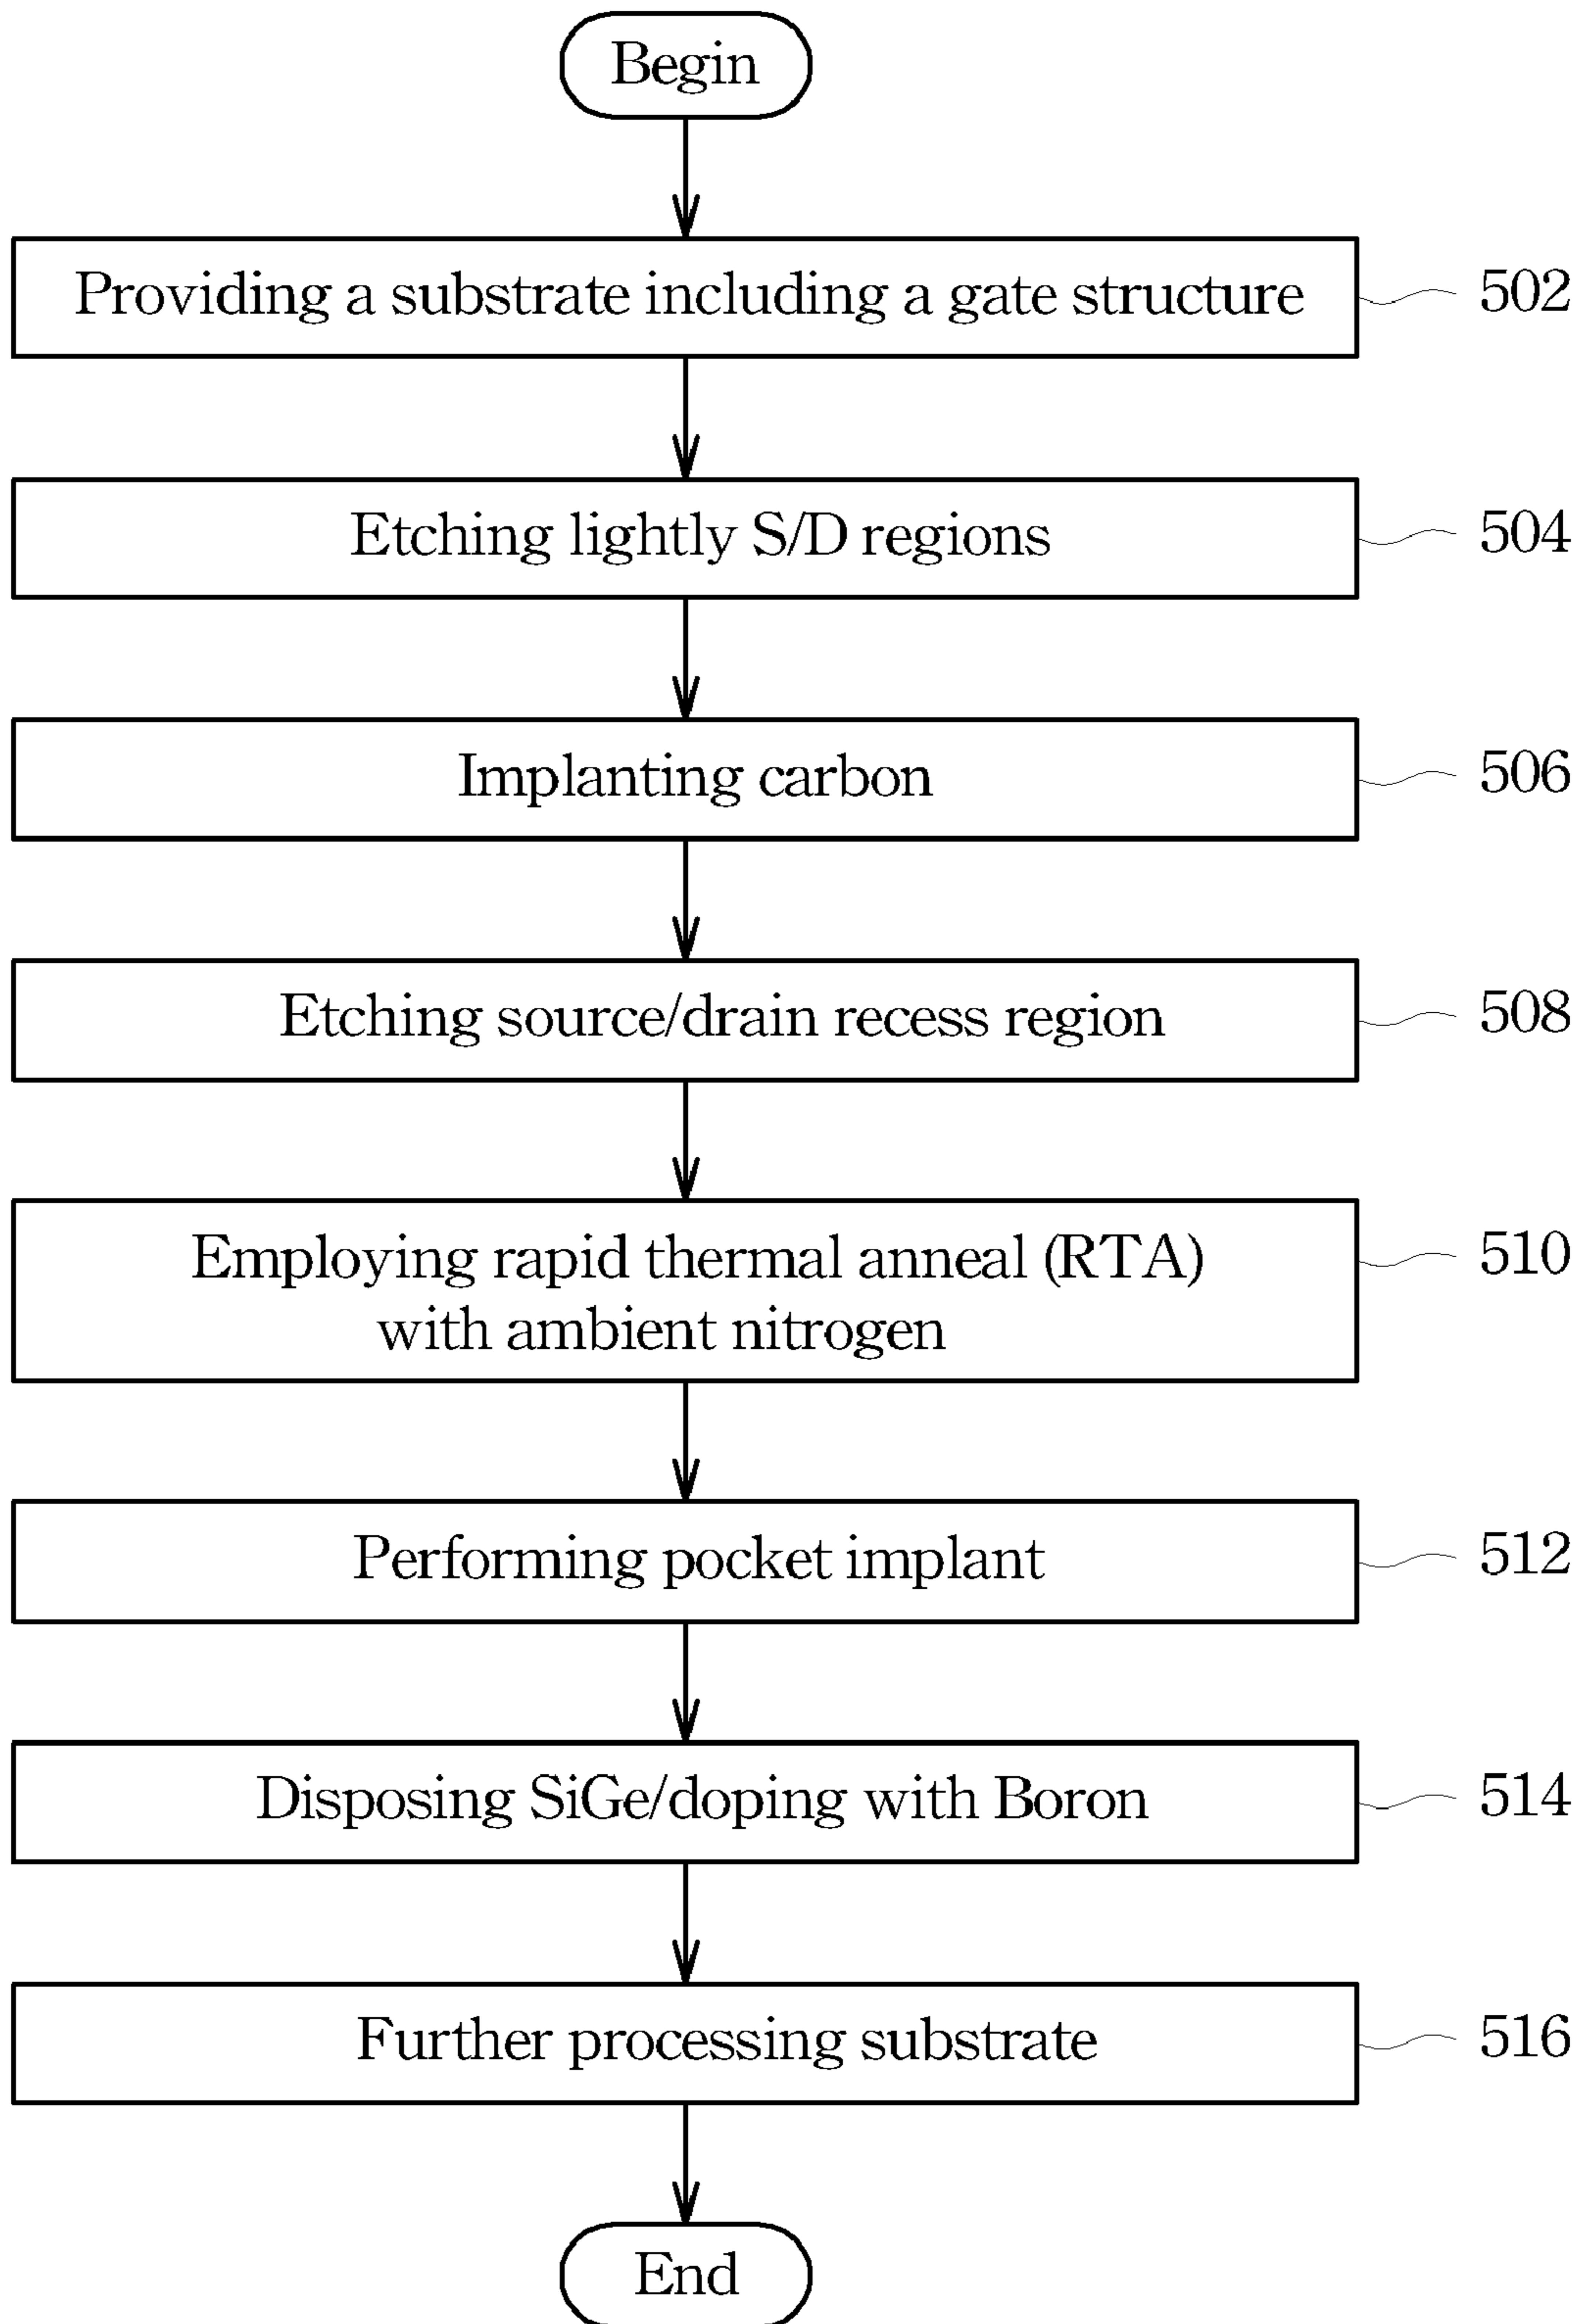 Begin
Providing a substrate including a gate structure
502
Etching lightly S/D regions
504
Implanting carbon
506
Etching source/drain recess region
508
Employing rapid thermal anneal (RTA)
with ambient nitrogen
510
Performing pocket implant
512
Disposing SiGe/doping with Boron
514
Further processing substrate
516
End